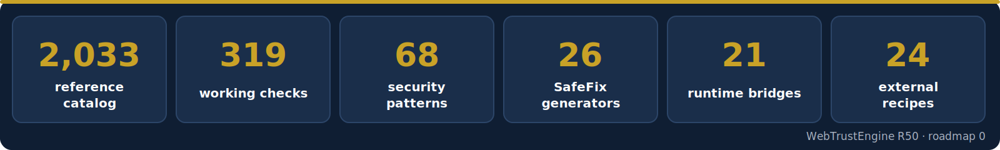 2,033
reference
catalog
319
working checks
68
security
patterns
26
SafeFix
generators
21
runtime bridges
24
external
recipes
WebTrustEngine R50 · roadmap 0